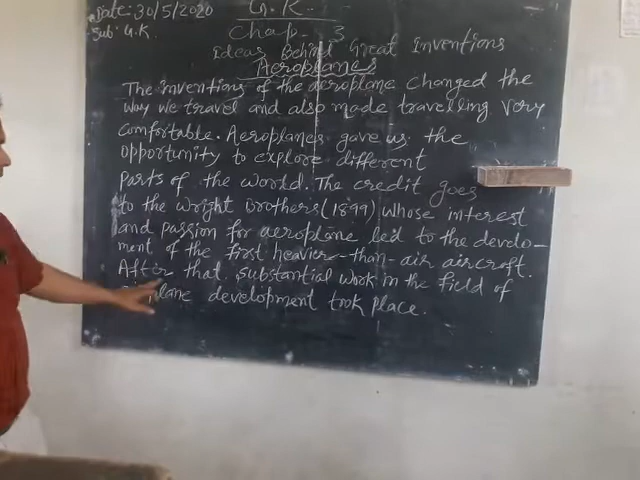 Date: 30/5/2020
G.K.
Sub: G.K
Chap - 3
Ideas Behind Great Inventions
Aeroplanes
The inventions of the aeroplane changed the
way we travel and also made travelling very
comfortable. Aeroplanes gave us the
opportunity to explore different
parts of the world. The credit goes
to the Wright Brothers (1899) whose interest
and passion for aeroplane led to the develo-
ment of the first heavier-than-air aircroft.
After that substantial work in the field of
plane development took place.